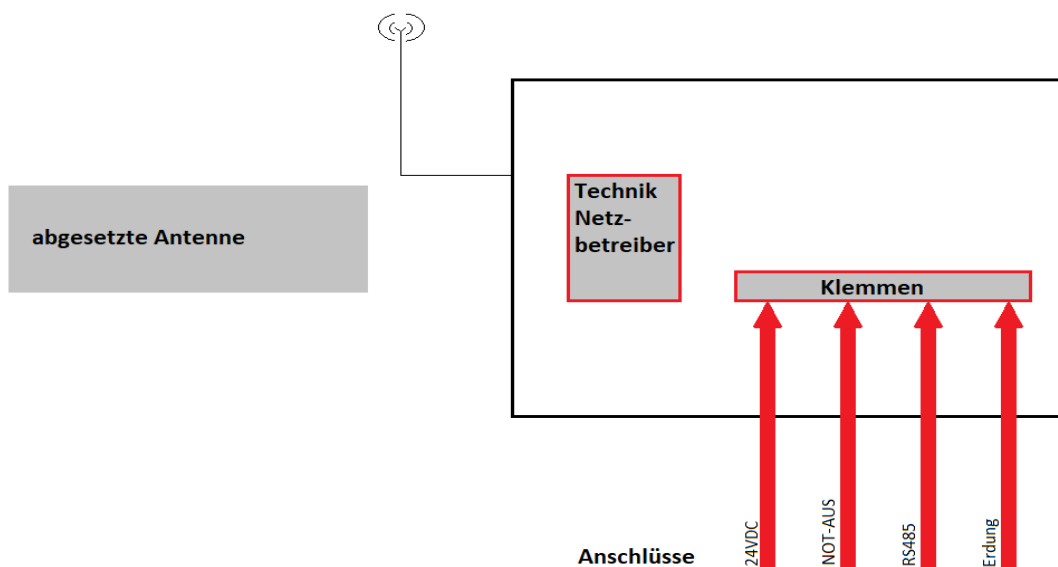 Technik
Netz-
betreiber
abgesetzte Antenne
Klemmen
24VDC
NOT-AUS
RS485
Erdung
Anschlüsse